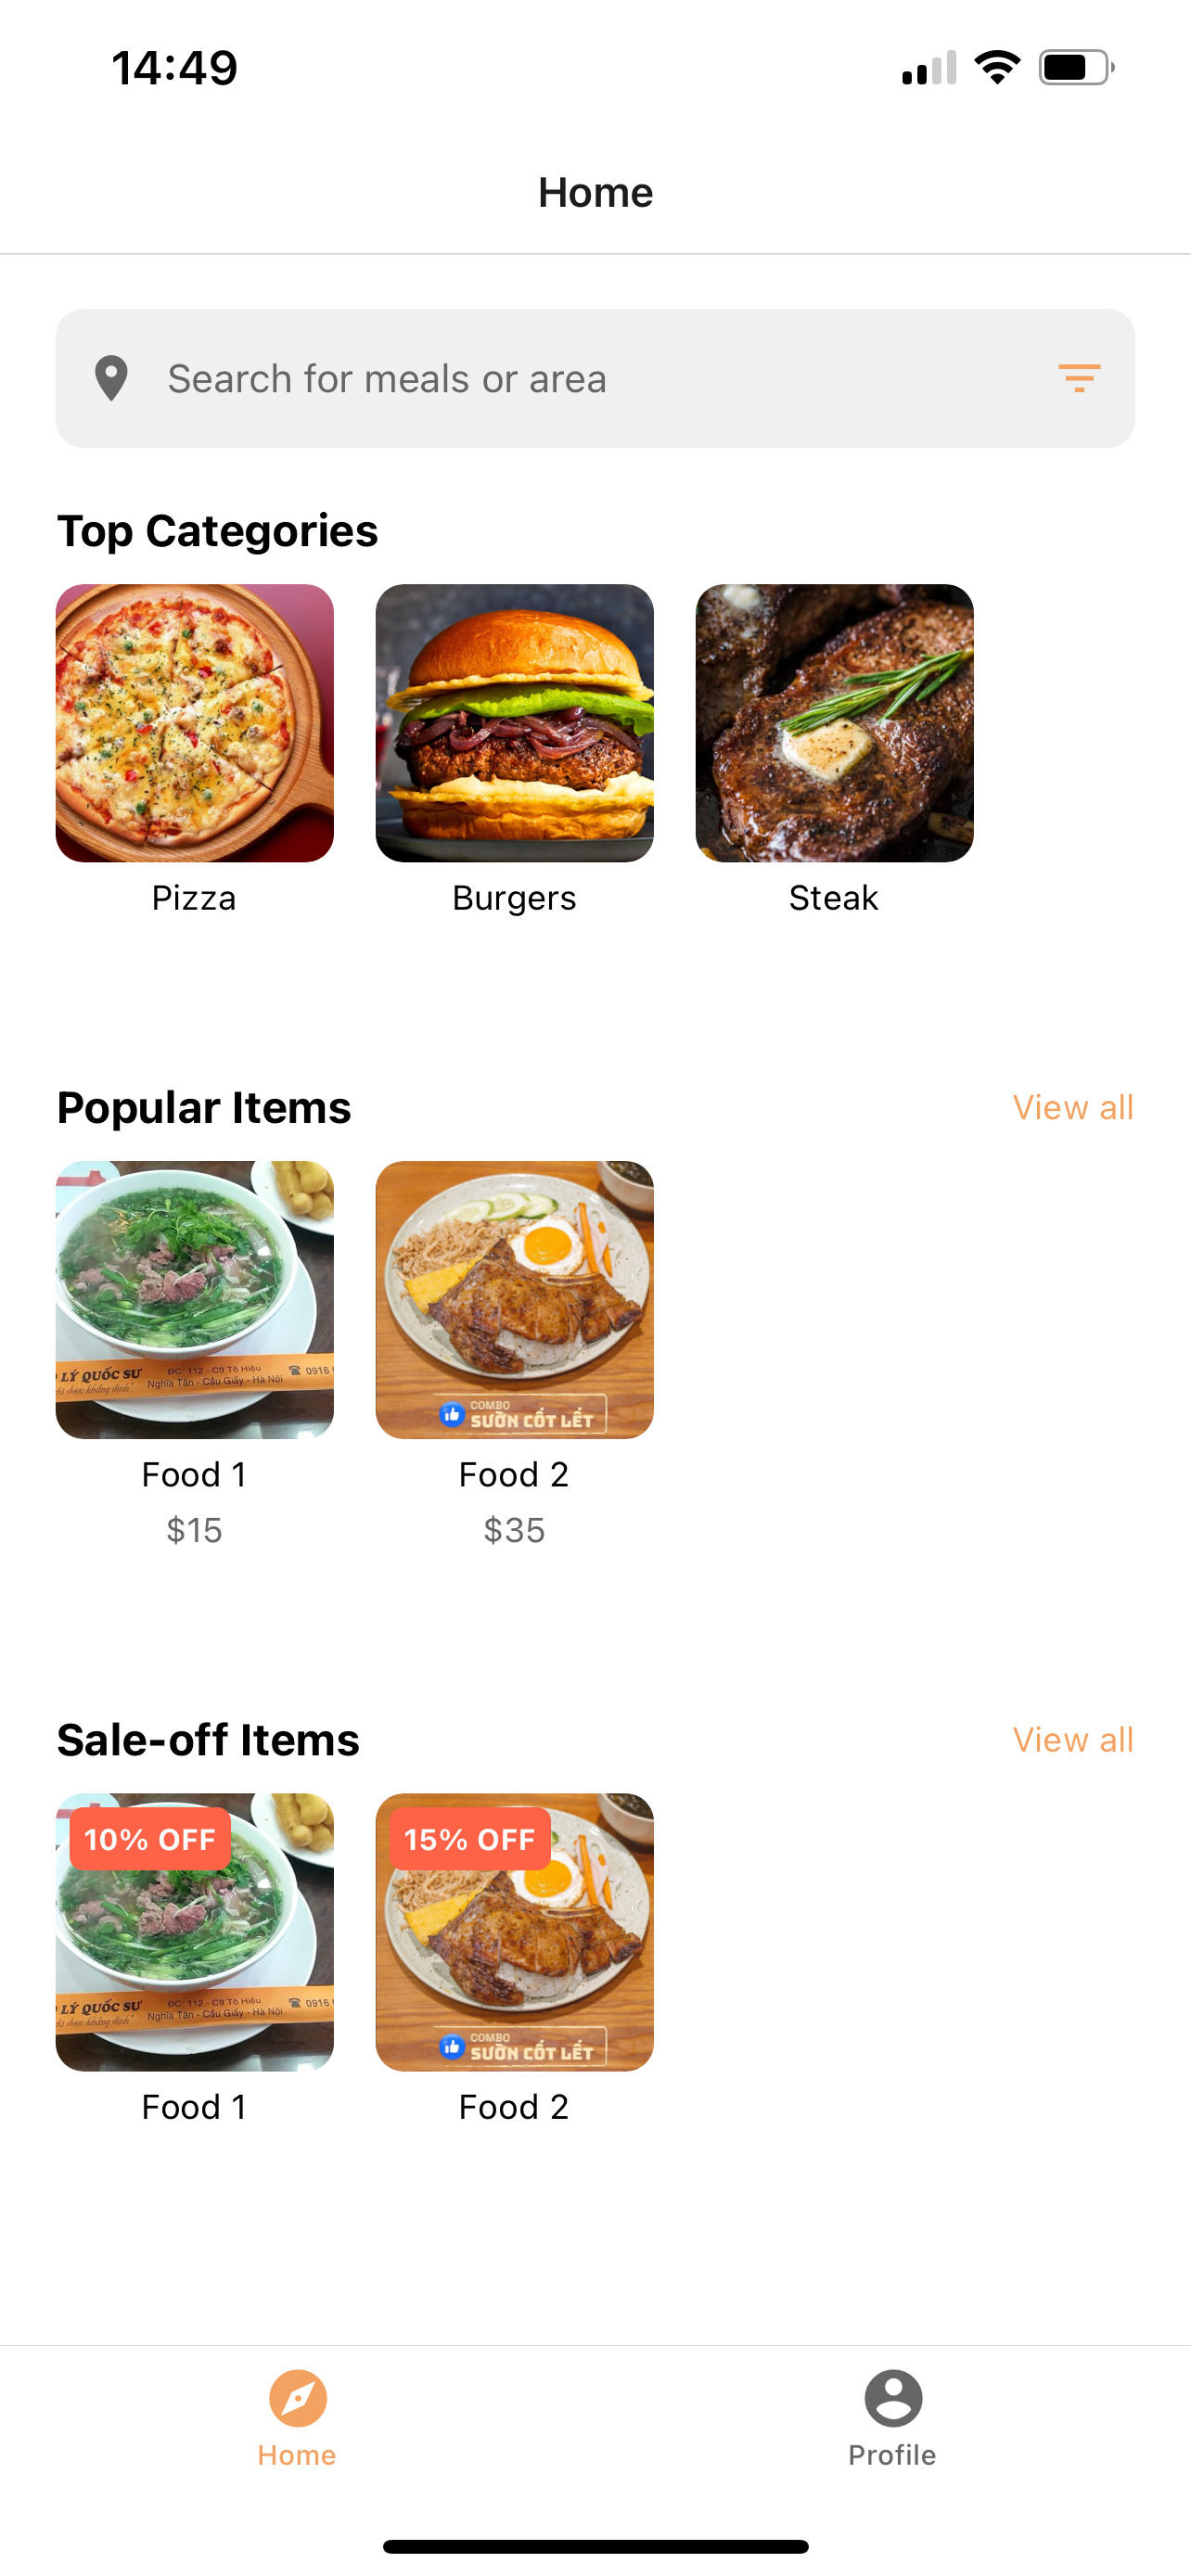 14:49
Home
Search for meals or area
Top Categories
Pizza
Burgers
Steak
Popular Items
View all
LÝ QUỐC SƯ
ĐC: 112 - C9 Tô Hiệu
Nghĩa Tân - Cầu Giấy - Hà Nội
0916
COMBO
SƯỜN CỐT LẾT
Food 1
Food 2
$15
$35
Sale-off Items
View all
10% OFF
15% OFF
LÝ QUỐC SƯ
ĐC: 112 - C9 Tô Hiệu
Nghĩa Tân - Cầu Giấy - Hà Nội
0916
COMBO
SƯỜN CỐT LẾT
Food 1
Food 2
Home
Profile